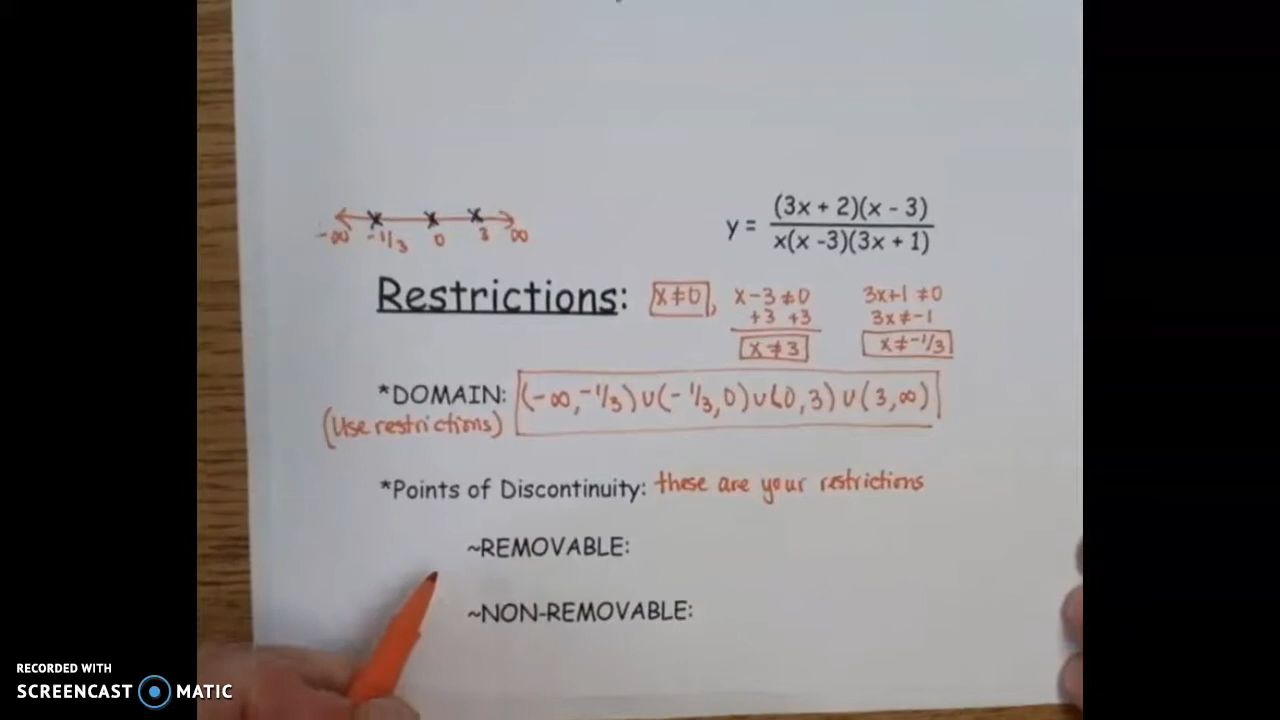 y = (3x + 2)(x - 3)
x(x -3)(3x + 1)
-∞ -1/3 0 3 ∞
Restrictions: x≠0, x-3≠0 3x+1≠0
+3 +3 3x≠-1
x≠3 x≠-1/3
*DOMAIN: (-∞,-1/3)∪(-1/3,0)∪(0,3)∪(3,∞)
(Use restrictions)
*Points of Discontinuity: these are your restrictions
~REMOVABLE:
~NON-REMOVABLE:
RECORDED WITH
SCREENCAST MATIC